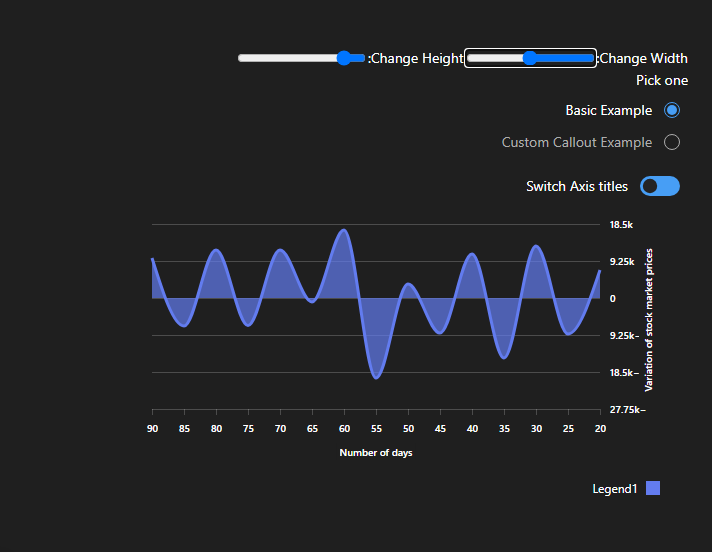 :Change Height :Change Width
Pick one
Basic Example
Custom Callout Example
Switch Axis titles
18.5k
9.25k
0
9.25k−
18.5k−
27.75k−
Variation of stock market prices
90 85 80 75 70 65 60 55 50 45 40 35 30 25 20
Number of days
Legend1